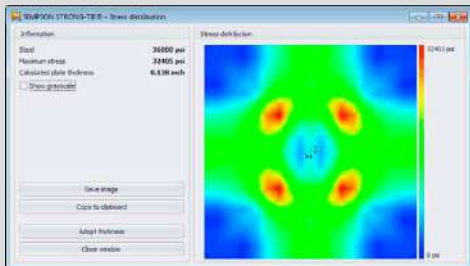 SIMPSON STRONG-TIE® - Stress distribution
Information
Steel 36000 psi
Maximum stress 32405 psi
Calculated plate thickness 0.138 inch
Show grayscale
Save image
Copy to clipboard
Adopt thickness
Close window
Stress distribution
32405 psi
0 psi